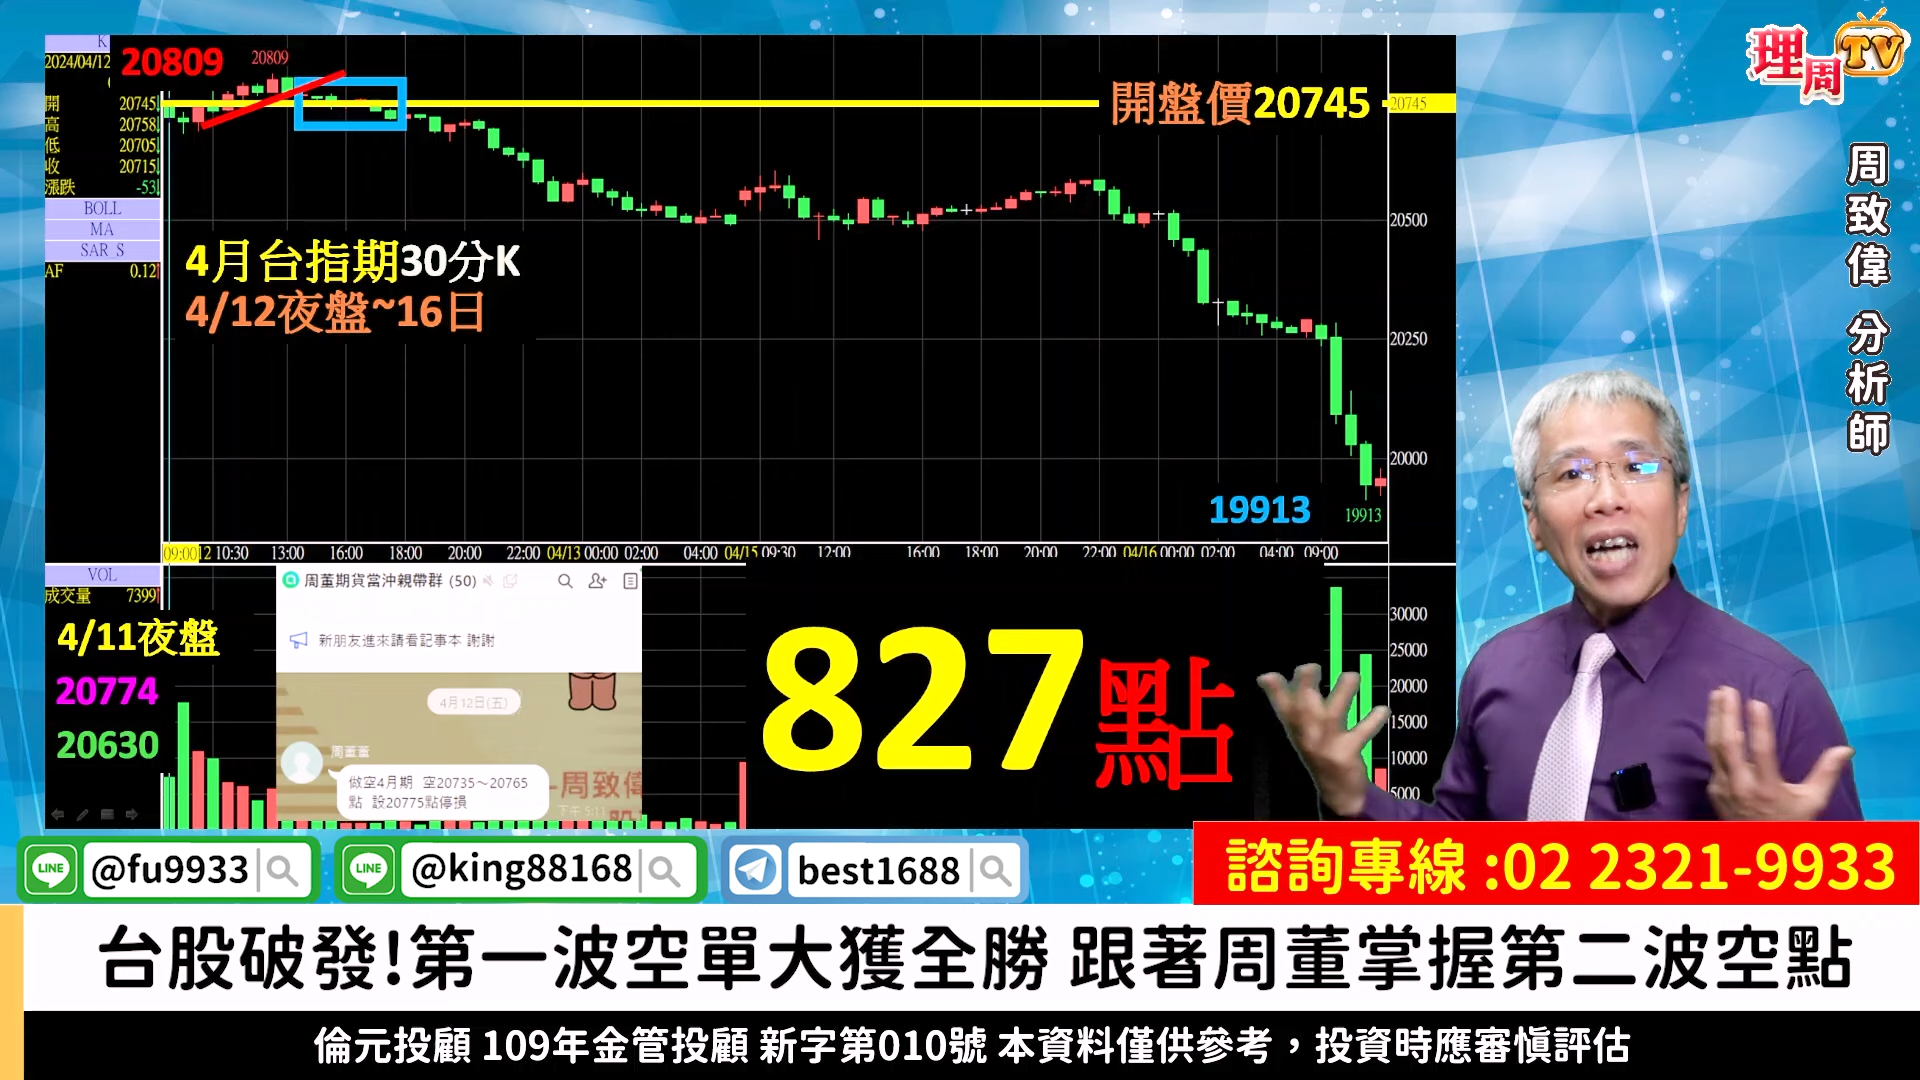 理周TV
周致偉 分析師
K
2024/04/12
開 20745
高 20758
低 20705
收 20715
漲跌 -53
BOLL
MA
SAR S
AF 0.12
20809
20809
開盤價20745
20745
20500
20250
20000
4月台指期30分K
4/12夜盤~16日
19913
19913
09:00 12 10:30 13:00 16:00 18:00 20:00 22:00 04/13 00:00 02:00 04:00 04/15 09:30 12:00 16:00 18:00 20:00 22:00 04/16 00:00 02:00 04:00 09:00
VOL
成交量 7399
4/11夜盤
20774
20630
周董期貨當沖親帶群 (50)
新朋友進來請看記事本 謝謝
4月12日(五)
周董董
做空4月期 空20735～20765
點 設20775點停損
周致偉
下午 5:11
827點
30000
25000
20000
15000
10000
5000
LINE @fu9933
LINE @king88168
best1688
諮詢專線 :02 2321-9933
台股破發!第一波空單大獲全勝 跟著周董掌握第二波空點
倫元投顧 109年金管投顧 新字第010號 本資料僅供參考，投資時應審慎評估